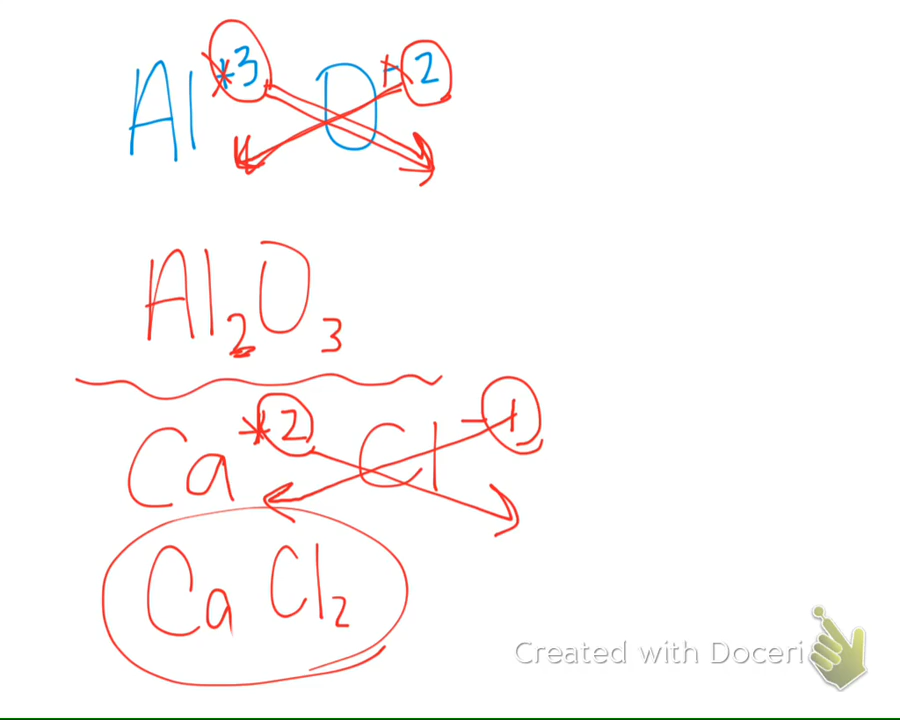 Al +3 O -2
Al2O3
Ca +2 Cl -1
CaCl2
Created with Doceri